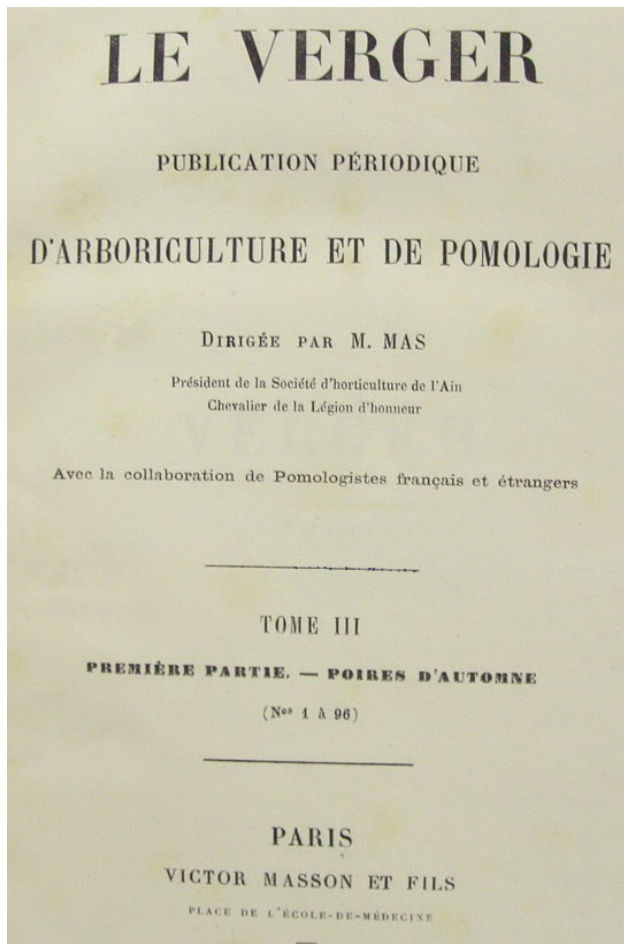 LE VERGER
PUBLICATION PÉRIODIQUE
D'ARBORICULTURE ET DE POMOLOGIE
DIRIGÉE PAR M. MAS
Président de la Société d'horticulture de l'Ain
Chevalier de la Légion d'honneur
Avec la collaboration de Pomologistes français et étrangers
TOME III
PREMIÈRE PARTIE. — POIRES D'AUTOMNE
(Nos 1 à 96)
PARIS
VICTOR MASSON ET FILS
PLACE DE L'ÉCOLE-DE-MÉDECINE